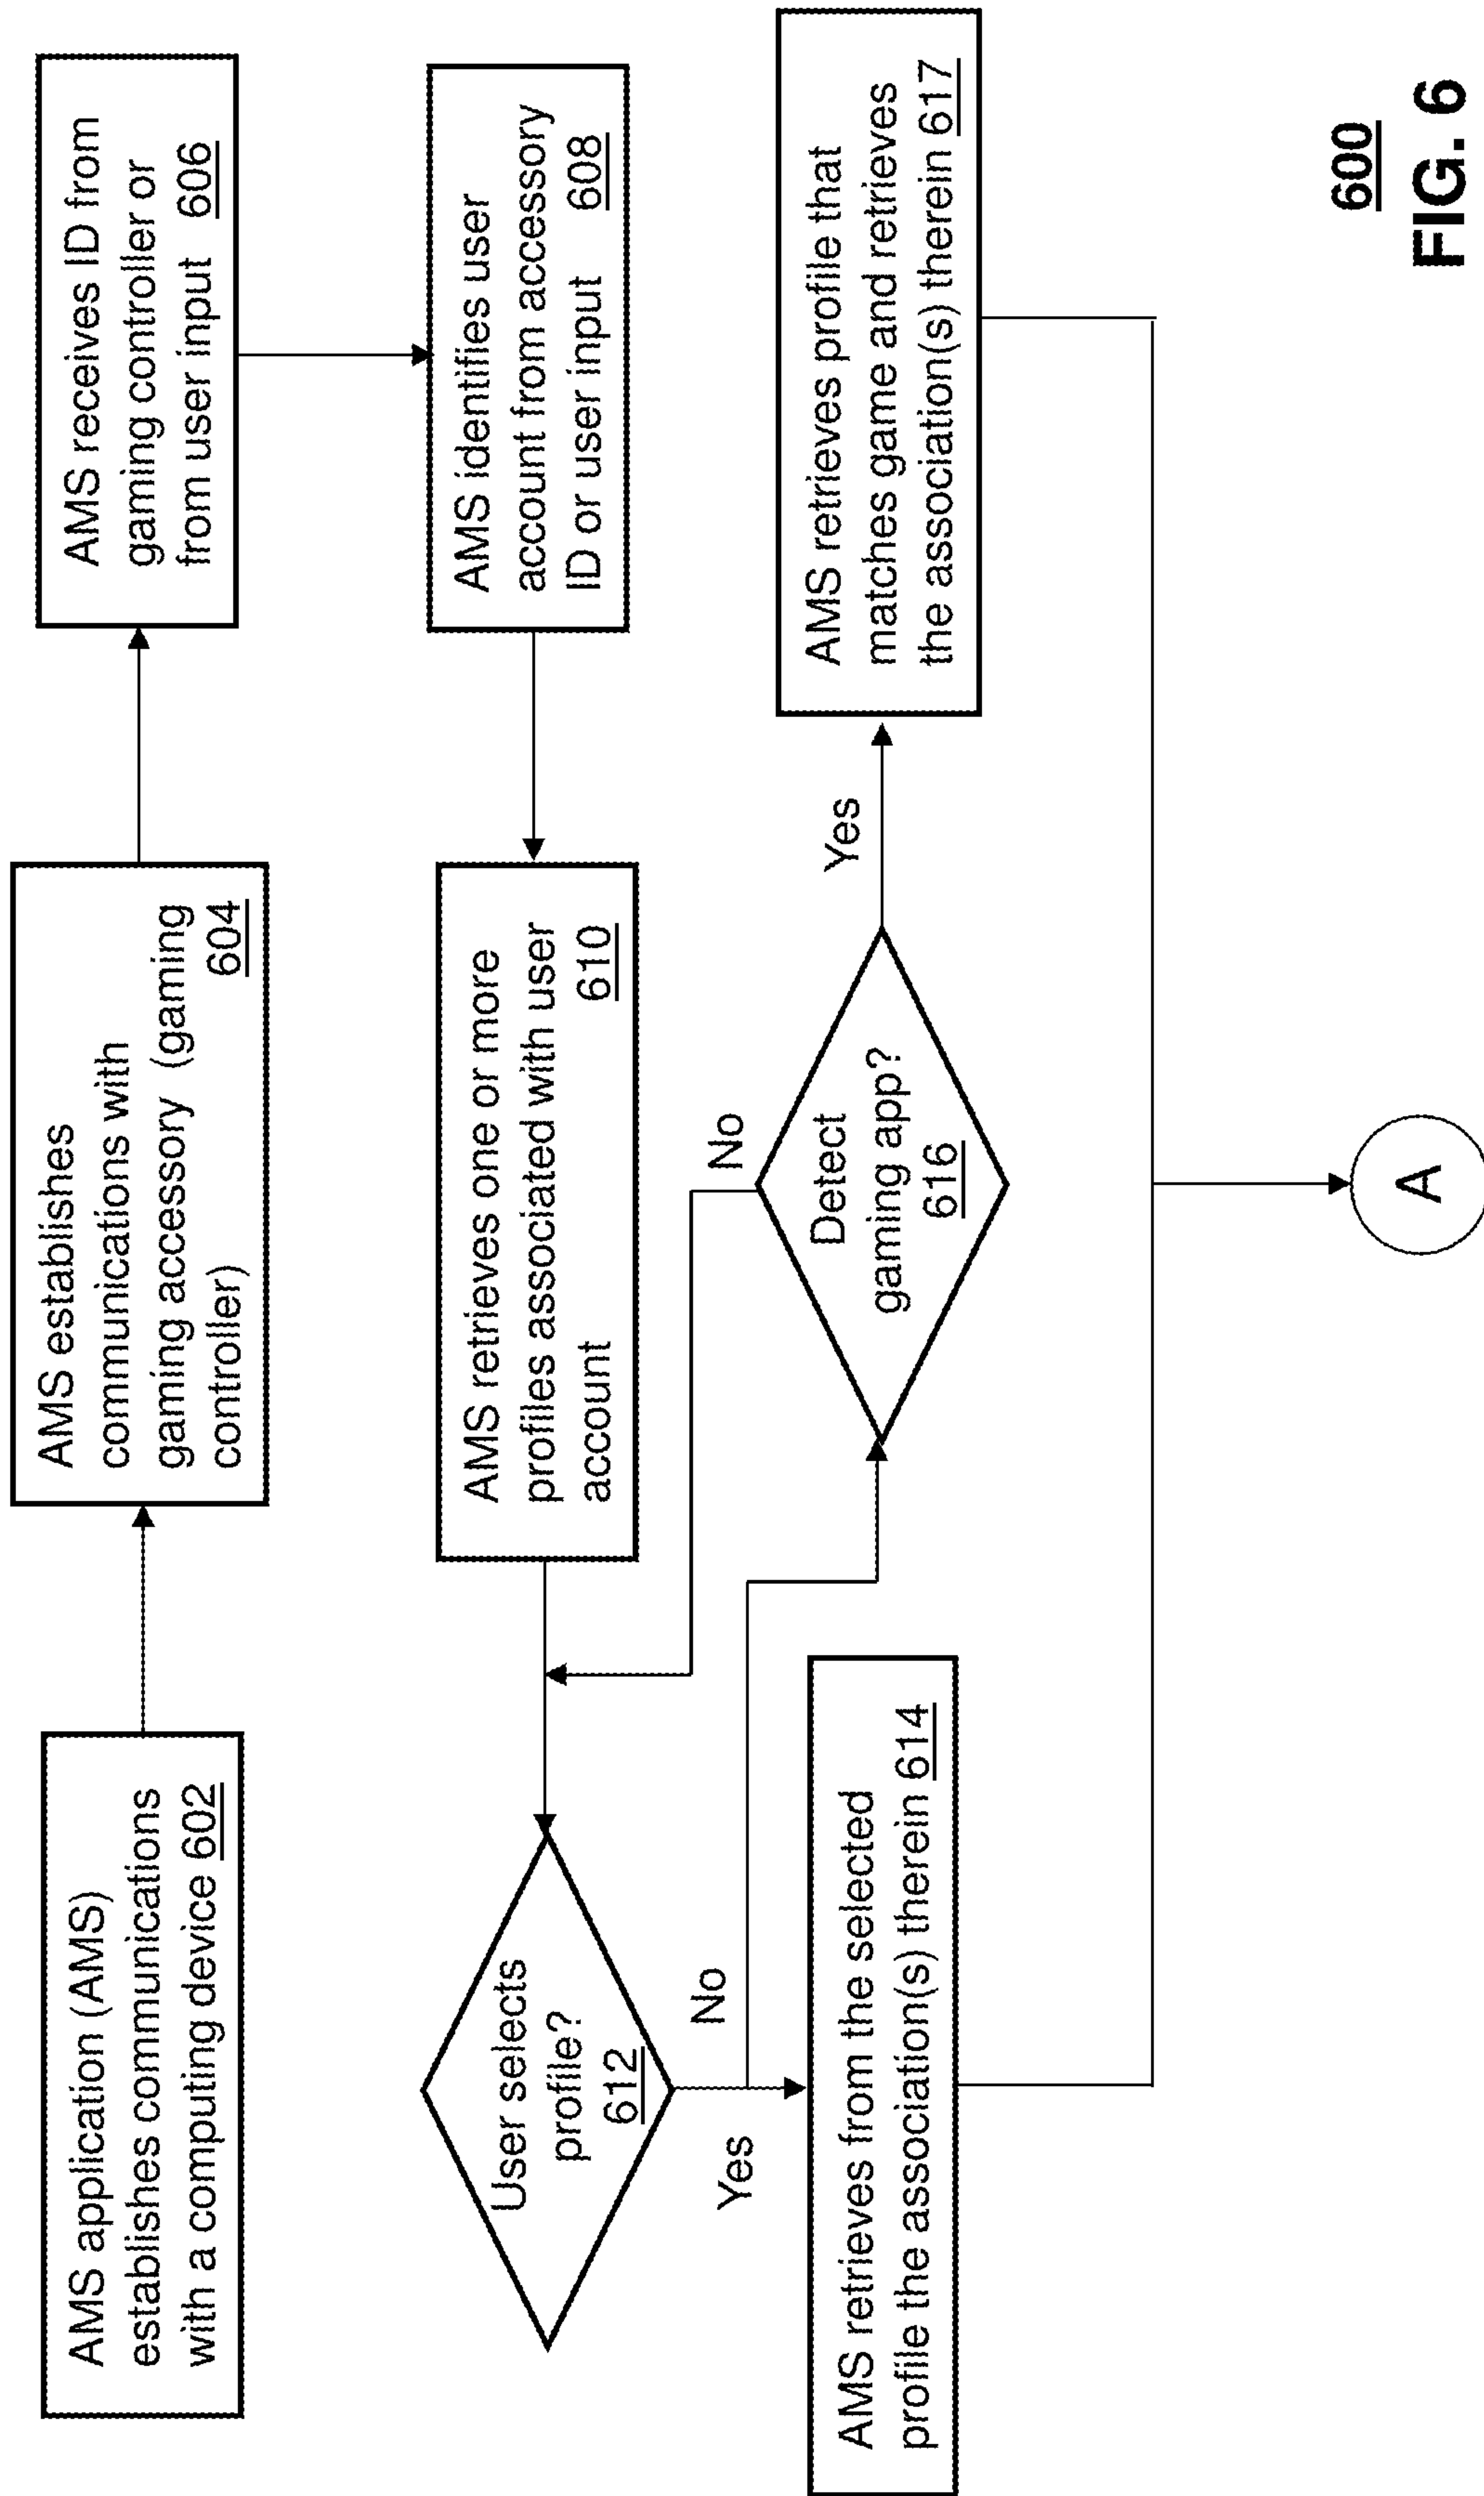 AMS application (AMS)
establishes communications
with a computing device 602
AMS establishes
communications with
gaming accessory (gaming
controller) 604
AMS receives ID from
gaming controller or
from user input 606
AMS identifies user
account from accessory
ID or user input 608
AMS retrieves one or more
profiles associated with user
account 610
User selects
profile?
612
Yes
No
AMS retrieves from the selected
profile the association(s) therein 614
Detect
gaming app?
616
No
Yes
AMS retrieves profile that
matches game and retrieves
the association(s) therein 617
A
600
FIG. 6